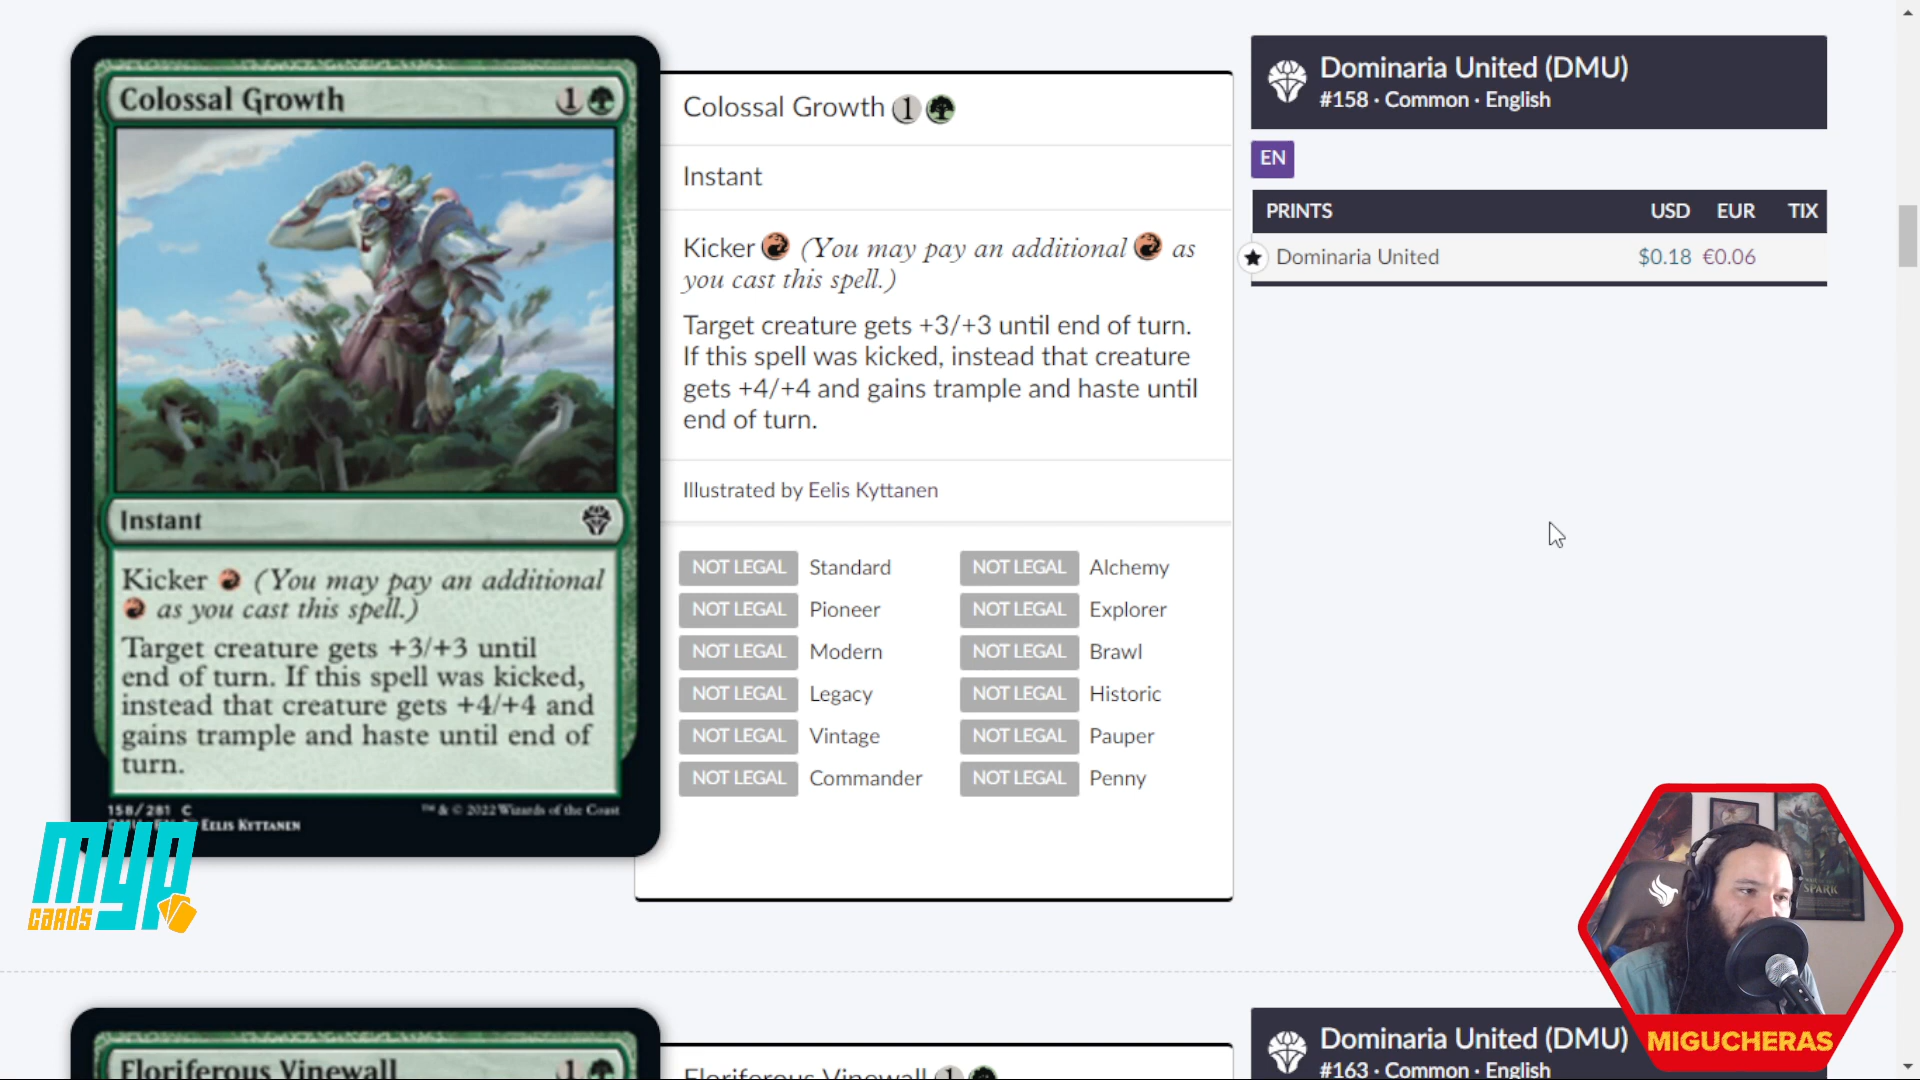 Colossal Growth 1
Instant
Kicker (You may pay an additional
as you cast this spell.)
Target creature gets +3/+3 until
end of turn. If this spell was kicked,
instead that creature gets +4/+4 and
gains trample and haste until end of
turn.
158/281 C
™ & © 2022 Wizards of the Coast
EELIS KYTTANEN
MYP
CARDS
Colossal Growth 1
Instant
Kicker (You may pay an additional as
you cast this spell.)
Target creature gets +3/+3 until end of turn.
If this spell was kicked, instead that creature
gets +4/+4 and gains trample and haste until
end of turn.
Illustrated by Eelis Kyttanen
NOT LEGAL Standard NOT LEGAL Alchemy
NOT LEGAL Pioneer NOT LEGAL Explorer
NOT LEGAL Modern NOT LEGAL Brawl
NOT LEGAL Legacy NOT LEGAL Historic
NOT LEGAL Vintage NOT LEGAL Pauper
NOT LEGAL Commander NOT LEGAL Penny
Dominaria United (DMU)
#158 · Common · English
EN
PRINTS USD EUR TIX
Dominaria United $0.18 €0.06
SPARK
MIGUCHERAS
Floriferous Vinewall 1
Floriferous Vinewall 1
Dominaria United (DMU)
#163 · Common · English